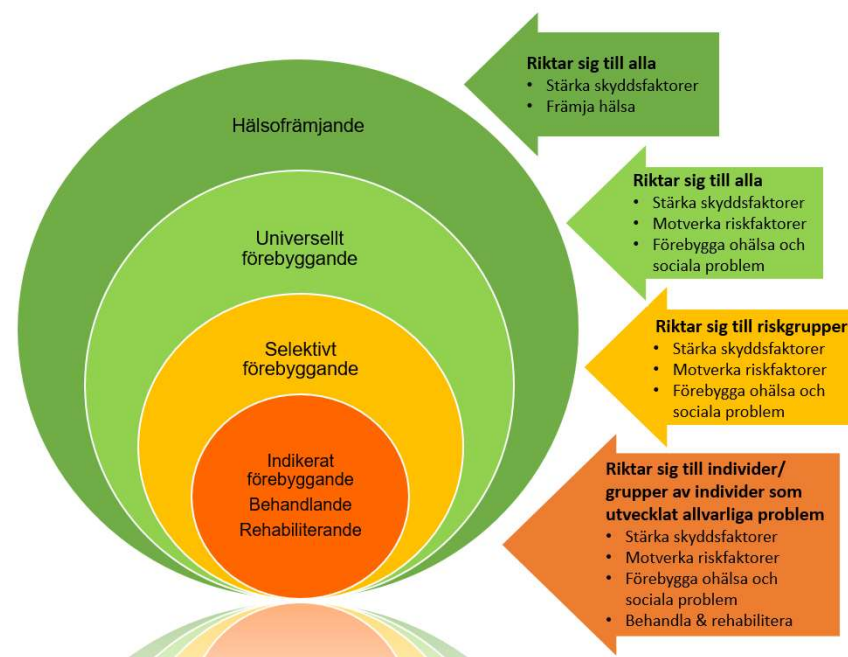 Hälsofrämjande
Universellt
förebyggande
Selektivt
förebyggande
Indikerat
förebyggande
Behandlande
Rehabiliterande
Riktar sig till alla
• Stärka skyddsfaktorer
• Främja hälsa
Riktar sig till alla
• Stärka skyddsfaktorer
• Motverka riskfaktorer
• Förebygga ohälsa och
sociala problem
Riktar sig till riskgrupper
• Stärka skyddsfaktorer
• Motverka riskfaktorer
• Förebygga ohälsa och
sociala problem
Riktar sig till individer/
grupper av individer som
utvecklat allvarliga problem
• Stärka skyddsfaktorer
• Motverka riskfaktorer
• Förebygga ohälsa och
sociala problem
• Behandla & rehabilitera